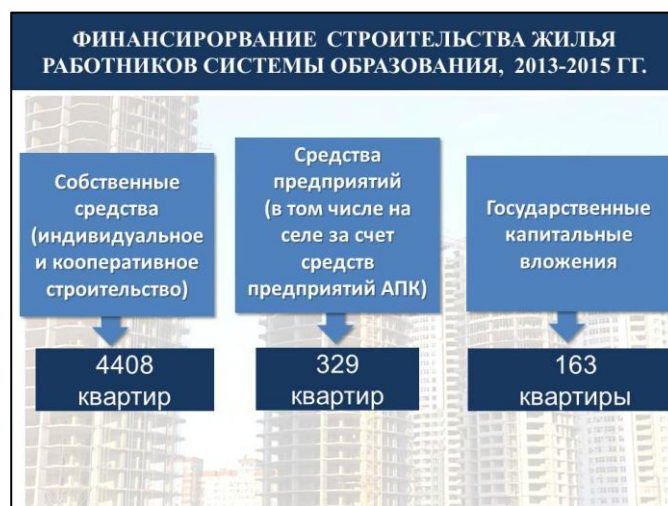 ФИНАНСИРОРВАНИЕ СТРОИТЕЛЬСТВА ЖИЛЬЯ
РАБОТНИКОВ СИСТЕМЫ ОБРАЗОВАНИЯ, 2013-2015 ГГ.
Собственные
средства
(индивидуальное
и кооперативное
строительство)
4408
квартир
Средства
предприятий
(в том числе на
селе за счет
средств
предприятий АПК)
329
квартир
Государственные
капитальные
вложения
163
квартиры